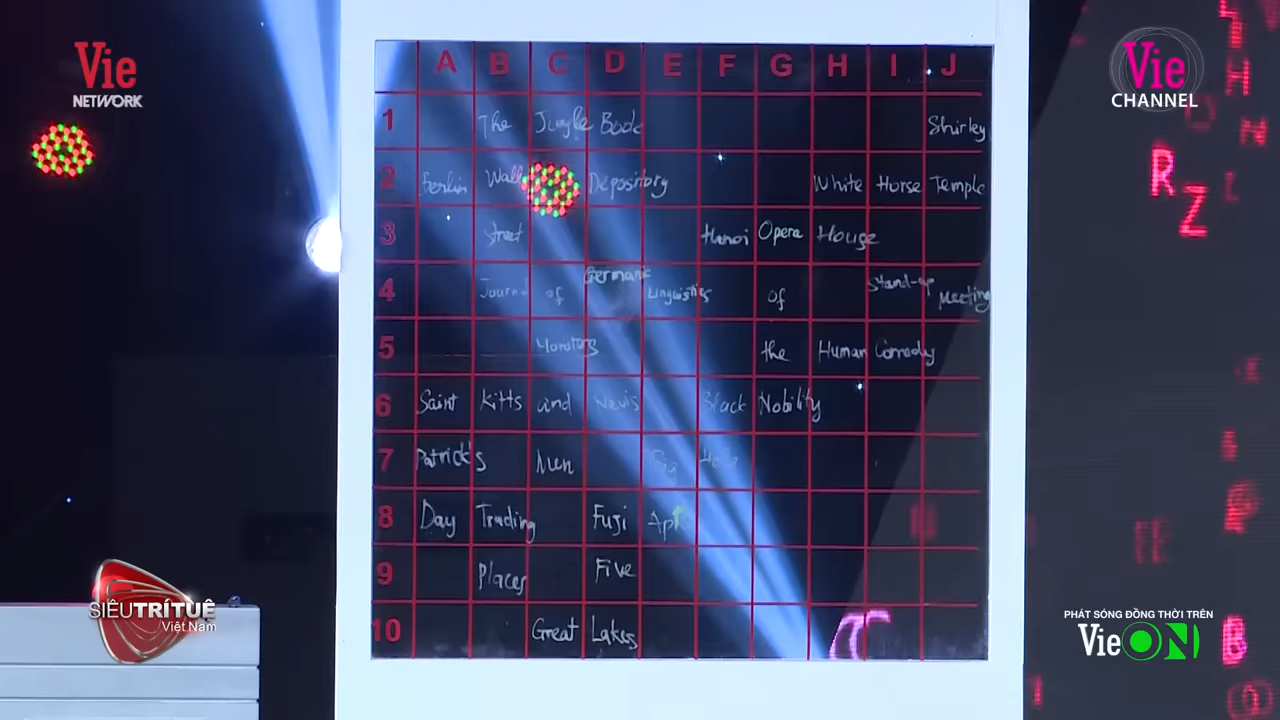 Vie
NETWORK
Vie
CHANNEL
A B C D E F G H I J
1 The Jungle Book Shirley
2 Berlin Wall Depository White Horse Temple
3 Street Hanoi Opera House
4 of Germanic Linguistics of Stand-up Meeting
5 Monsters the Human Comedy
6 Saint Kitts and Nevis Black Nobility
7 Patrick's Nun
8 Day Trading Fuji
9 Places Five
10 Great Lakes
R
Z
H
B
SIÊU TRÍ TUỆ
Việt Nam
PHÁT SÓNG ĐỒNG THỜI TRÊN
VieON